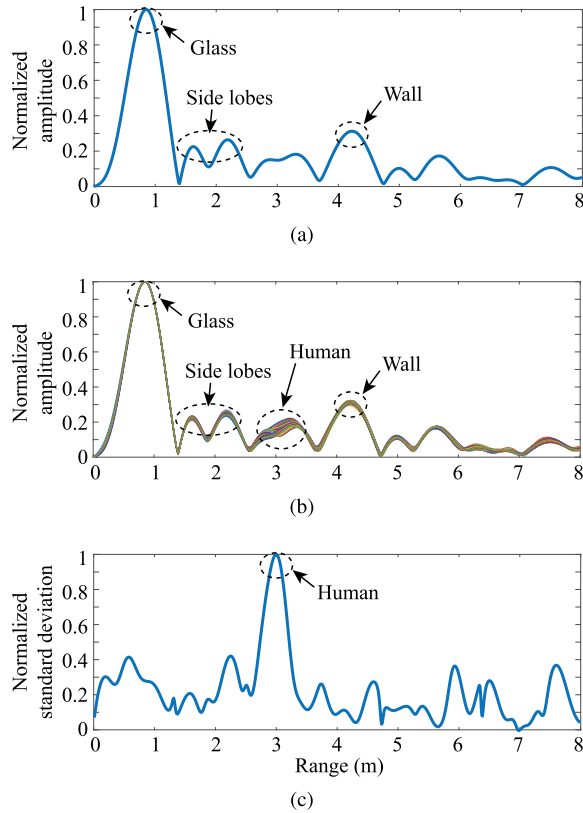 Normalized
amplitude
1
0.8
0.6
0.4
0.2
0
Glass
Side lobes
Wall
0 1 2 3 4 5 6 7 8
(a)
Normalized
amplitude
1
0.8
0.6
0.4
0.2
0
Glass
Side lobes
Human
Wall
0 1 2 3 4 5 6 7 8
(b)
Normalized
standard deviation
1
0.8
0.6
0.4
0.2
0
Human
0 1 2 3 4 5 6 7 8
Range (m)
(c)